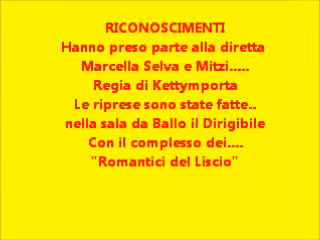 RICONOSCIMENTI
Hanno preso parte alla diretta
Marcella Selva e Mitzi.....
Regia di Kettymporta
Le riprese sono state fatte..
nella sala da Ballo il Dirigibile
Con il complesso dei....
"Romantici del Liscio"